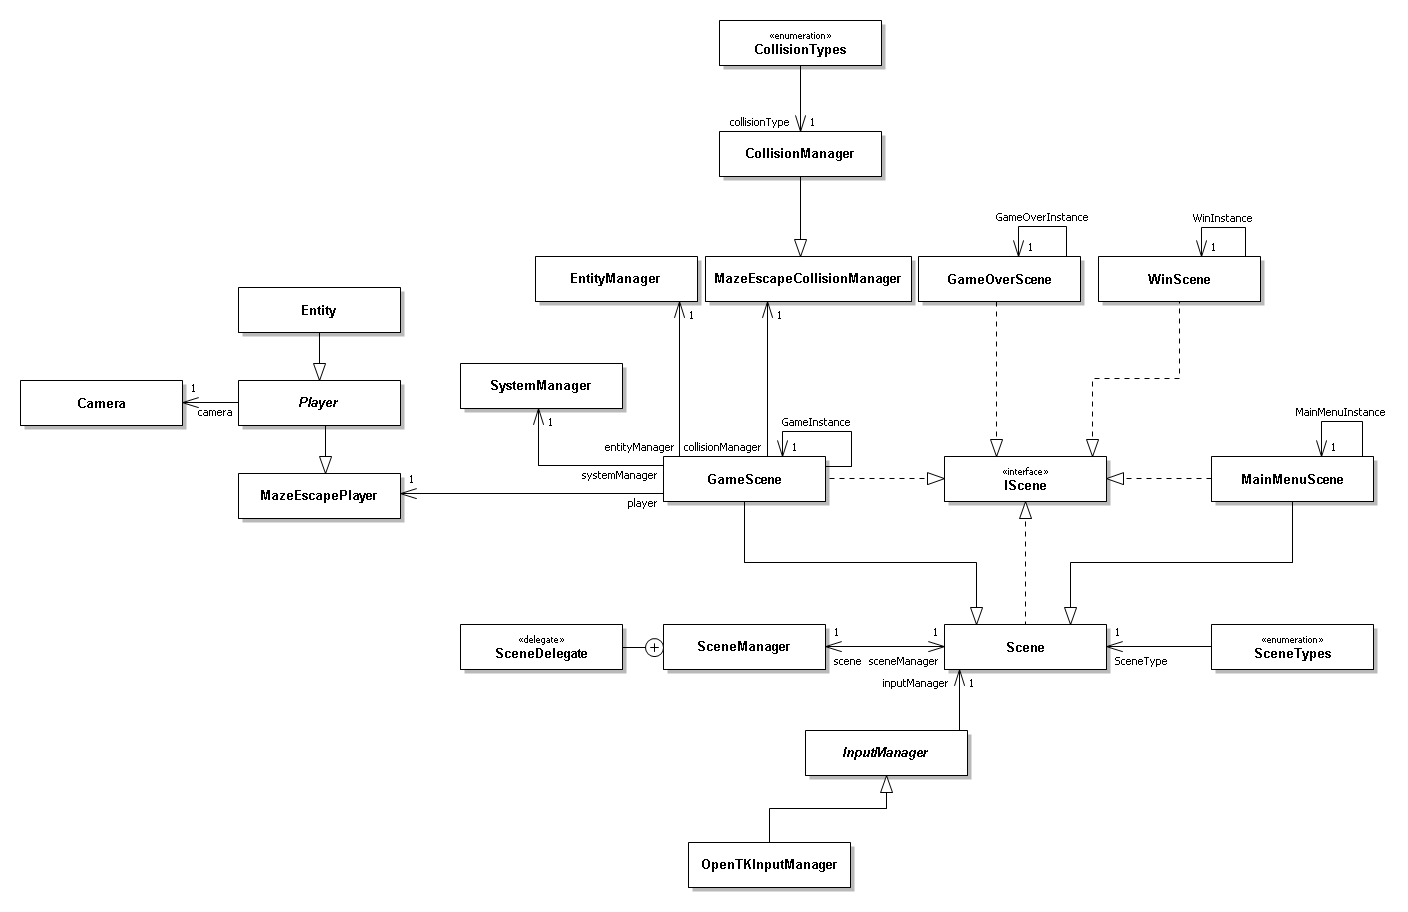 «enumeration»
CollisionTypes
collisionType 1
CollisionManager
GameOverInstance
1
WinInstance
1
EntityManager
MazeEscapeCollisionManager
GameOverScene
WinScene
Entity
1
1
SystemManager
1
Camera
1
camera
Player
1
MainMenuInstance
1
GameInstance
1
entityManager
collisionManager
systemManager
GameScene
«interface»
IScene
MainMenuScene
MazeEscapePlayer
1
player
«delegate»
SceneDelegate
SceneManager
1
scene
1
sceneManager
Scene
1
SceneType
«enumeration»
SceneTypes
inputManager 1
InputManager
OpenTKInputManager